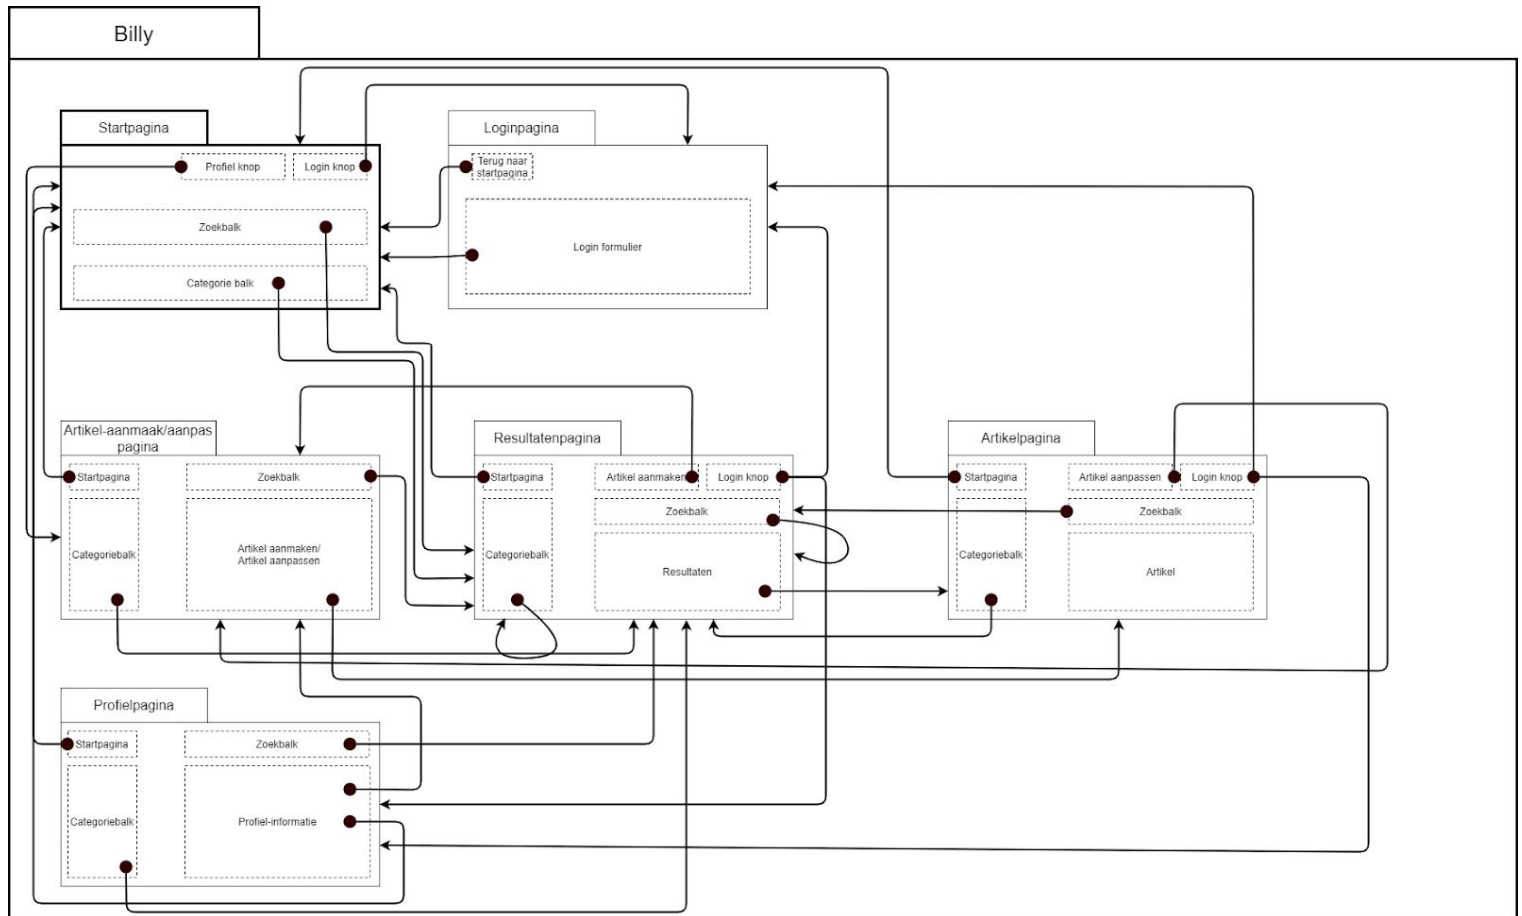 Billy
Startpagina
Profiel knop
Login knop
Zoekbalk
Categorie balk
Loginpagina
Terug naar
startpagina
Login formulier
Artikel-aanmaak/aanpas
pagina
Startpagina
Zoekbalk
Categoriebalk
Artikel aanmaken/
Artikel aanpassen
Resultatenpagina
Startpagina
Artikel aanmaken
Login knop
Zoekbalk
Categoriebalk
Resultaten
Artikelpagina
Startpagina
Artikel aanpassen
Login knop
Zoekbalk
Categoriebalk
Artikel
Profielpagina
Startpagina
Zoekbalk
Categoriebalk
Profiel-informatie